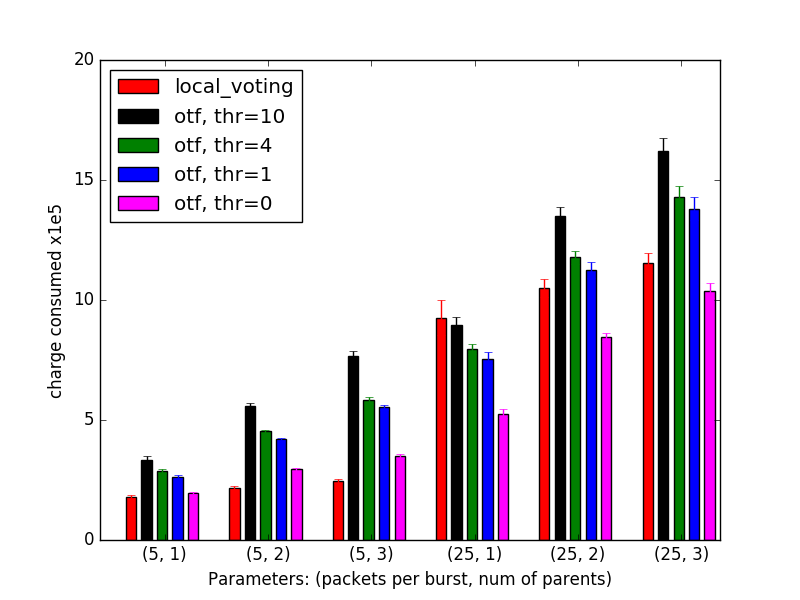 20
15
10
5
0
charge consumed x1e5
local_voting
otf, thr=10
otf, thr=4
otf, thr=1
otf, thr=0
(5, 1) (5, 2) (5, 3) (25, 1) (25, 2) (25, 3)
Parameters: (packets per burst, num of parents)